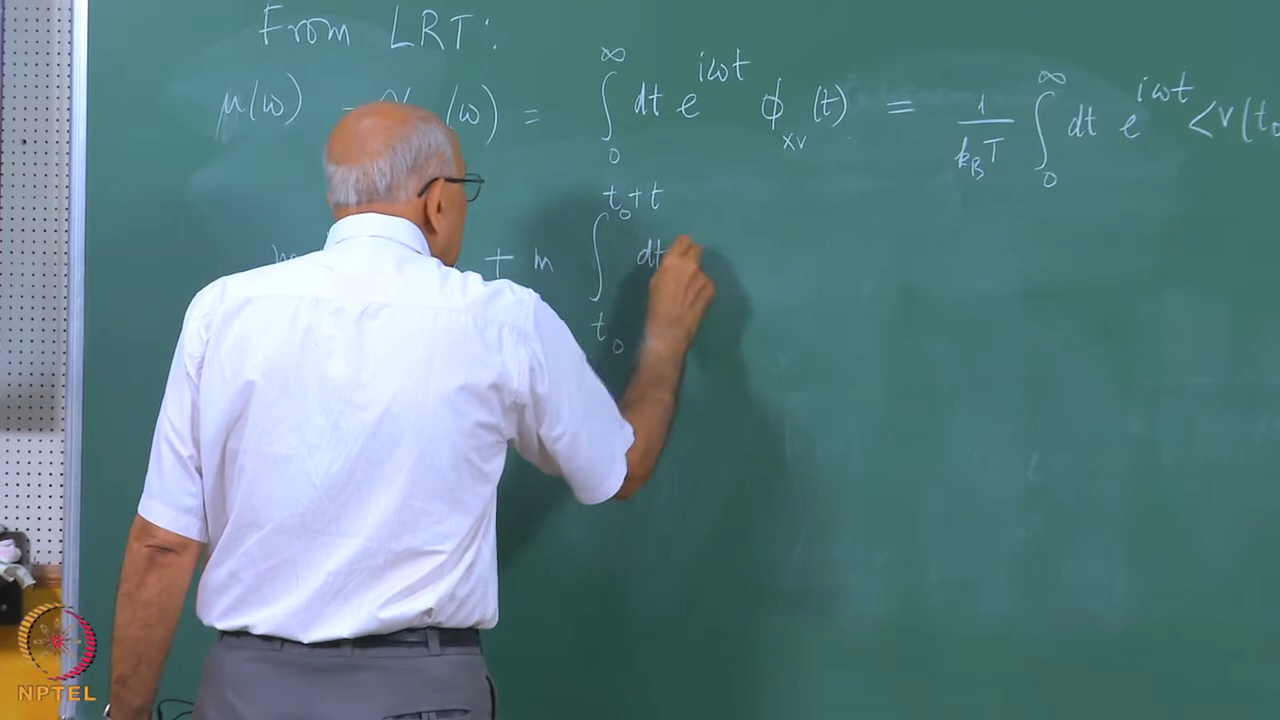 From LRT:
μ(ω) = (ω) = ∫₀^∞ dt e^{iωt} ϕ_{xv}(t) = 1/(k_B T) ∫₀^∞ dt e^{iωt} <v(t₀
m + m ∫_{t₀}^{t₀+t} dt
NPTEL